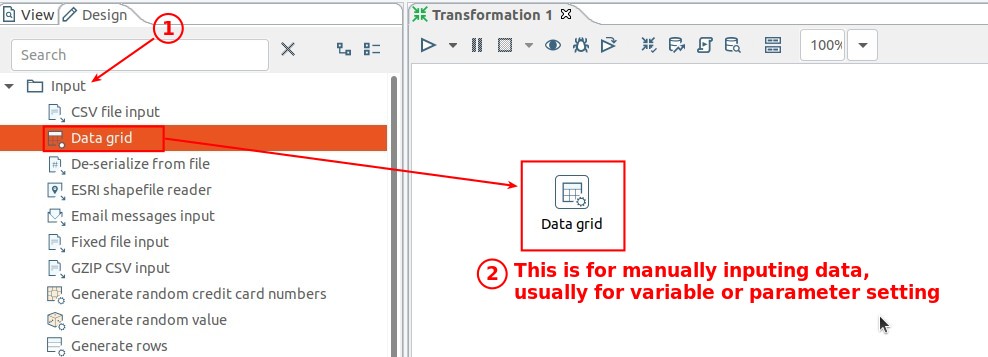 View
Design
1
Search
Input
CSV file input
Data grid
De-serialize from file
ESRI shapefile reader
Email messages input
Fixed file input
GZIP CSV input
Generate random credit card numbers
Generate random value
Generate rows
Transformation 1
100%
Data grid
2 This is for manually inputing data,
usually for variable or parameter setting